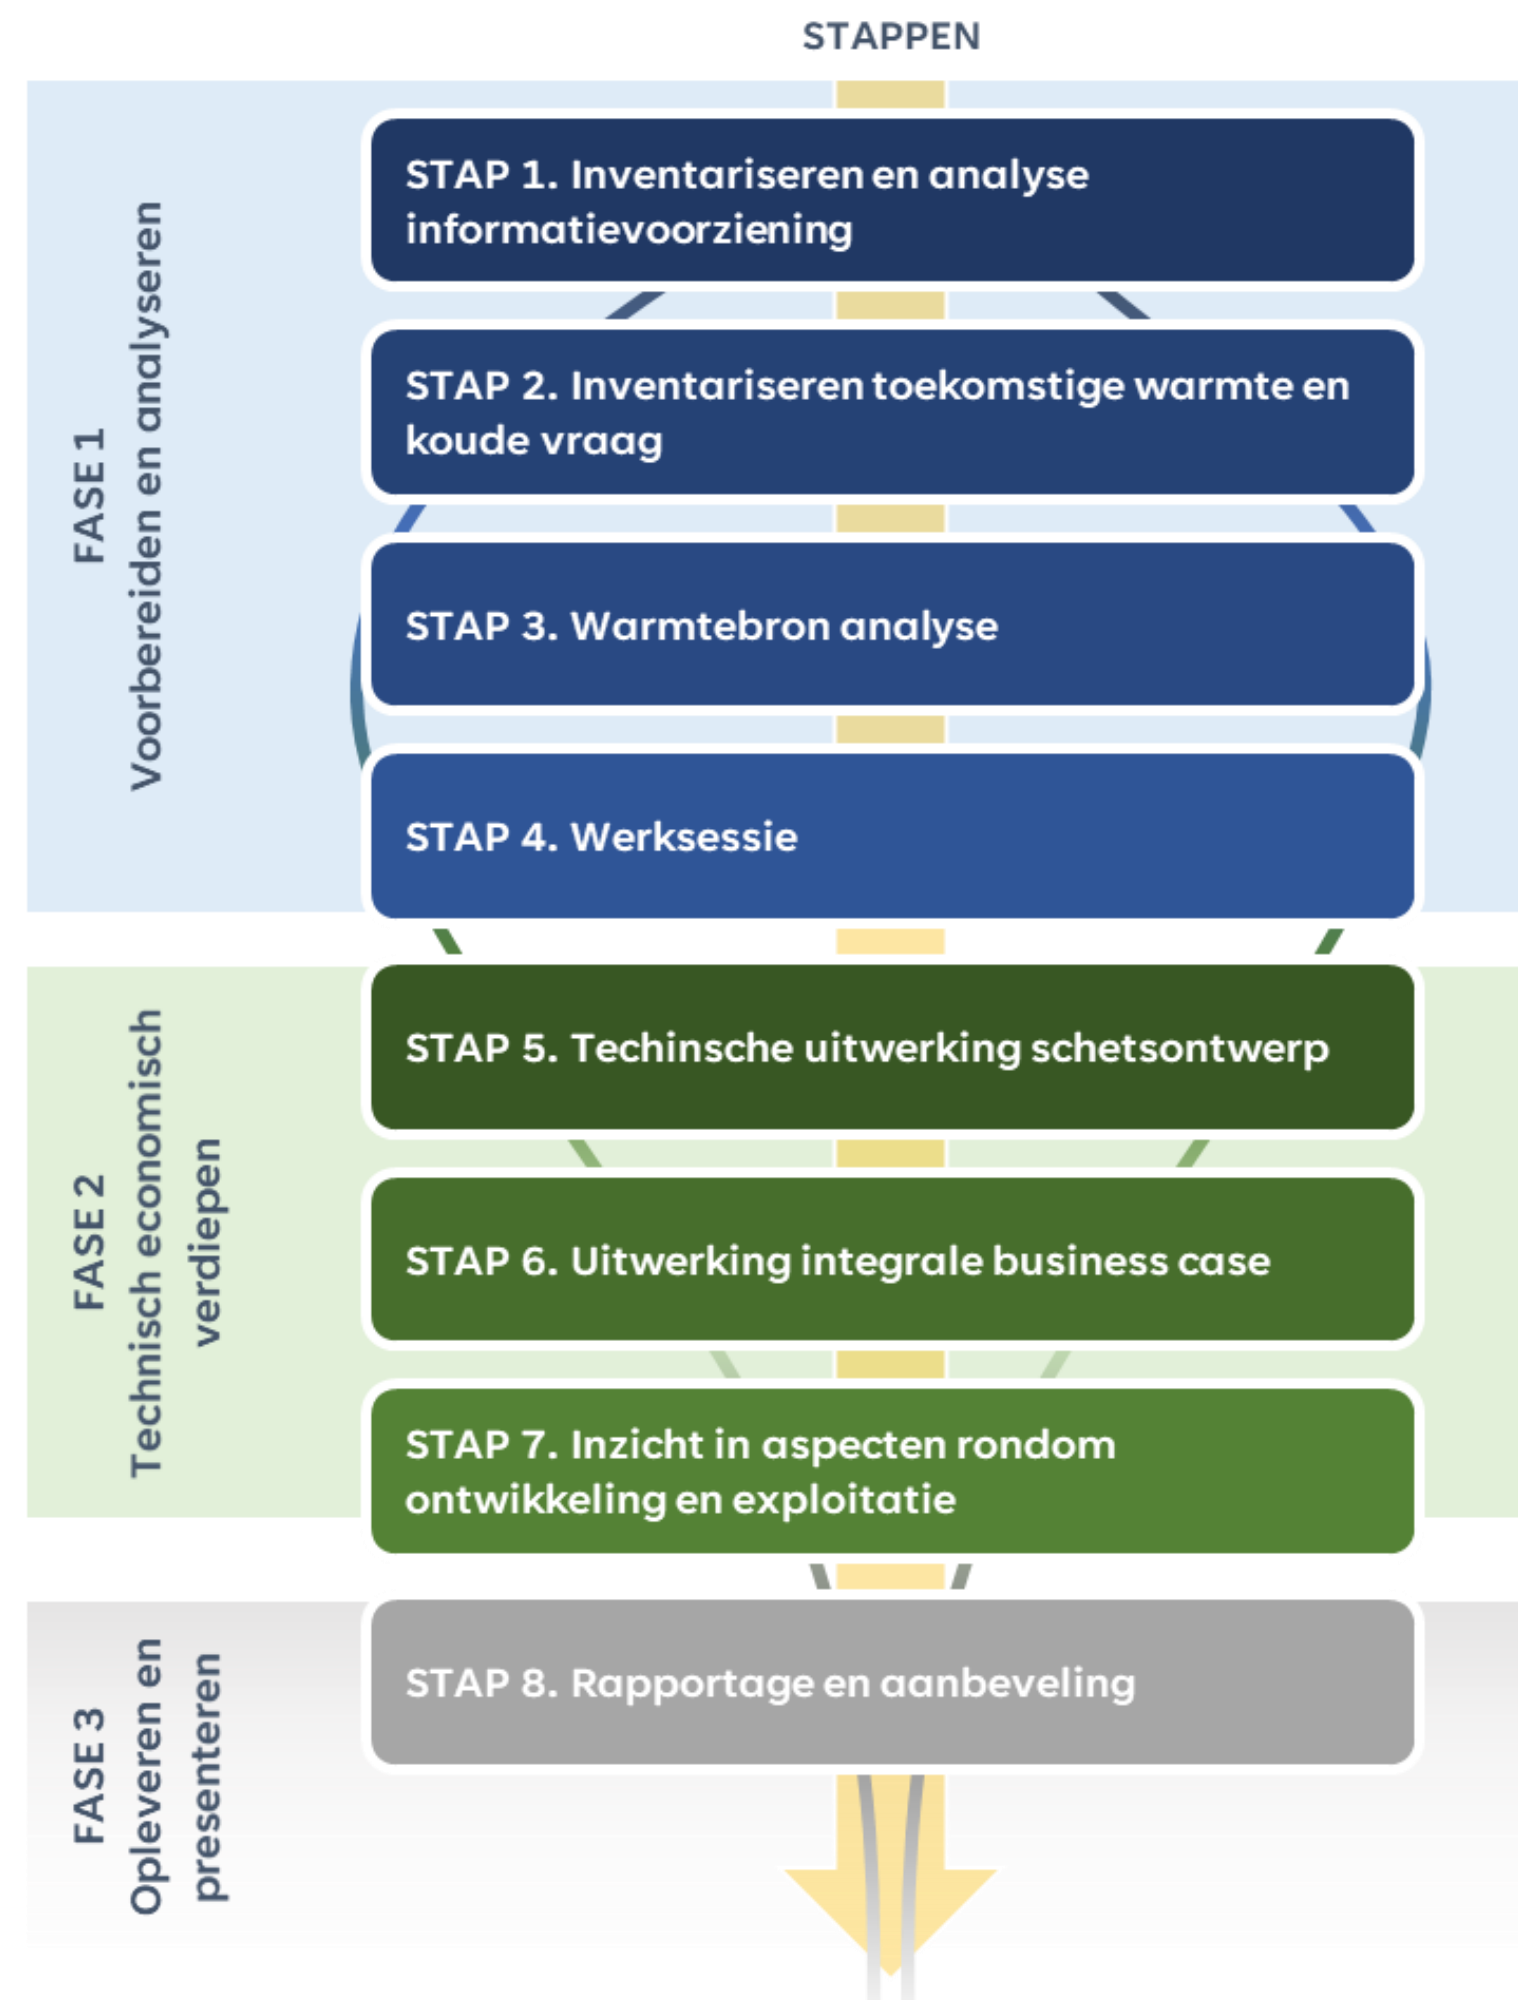 STAPPEN
FASE 1
Voorbereiden en analyseren
STAP 1. Inventariseren en analyse
informatievoorziening
STAP 2. Inventariseren toekomstige warmte en
koude vraag
STAP 3. Warmtebron analyse
STAP 4. Werksessie
FASE 2
Technisch economisch
verdiepen
STAP 5. Techinsche uitwerking schetsontwerp
STAP 6. Uitwerking integrale business case
STAP 7. Inzicht in aspecten rondom
ontwikkeling en exploitatie
FASE 3
Opleveren en
presenteren
STAP 8. Rapportage en aanbeveling